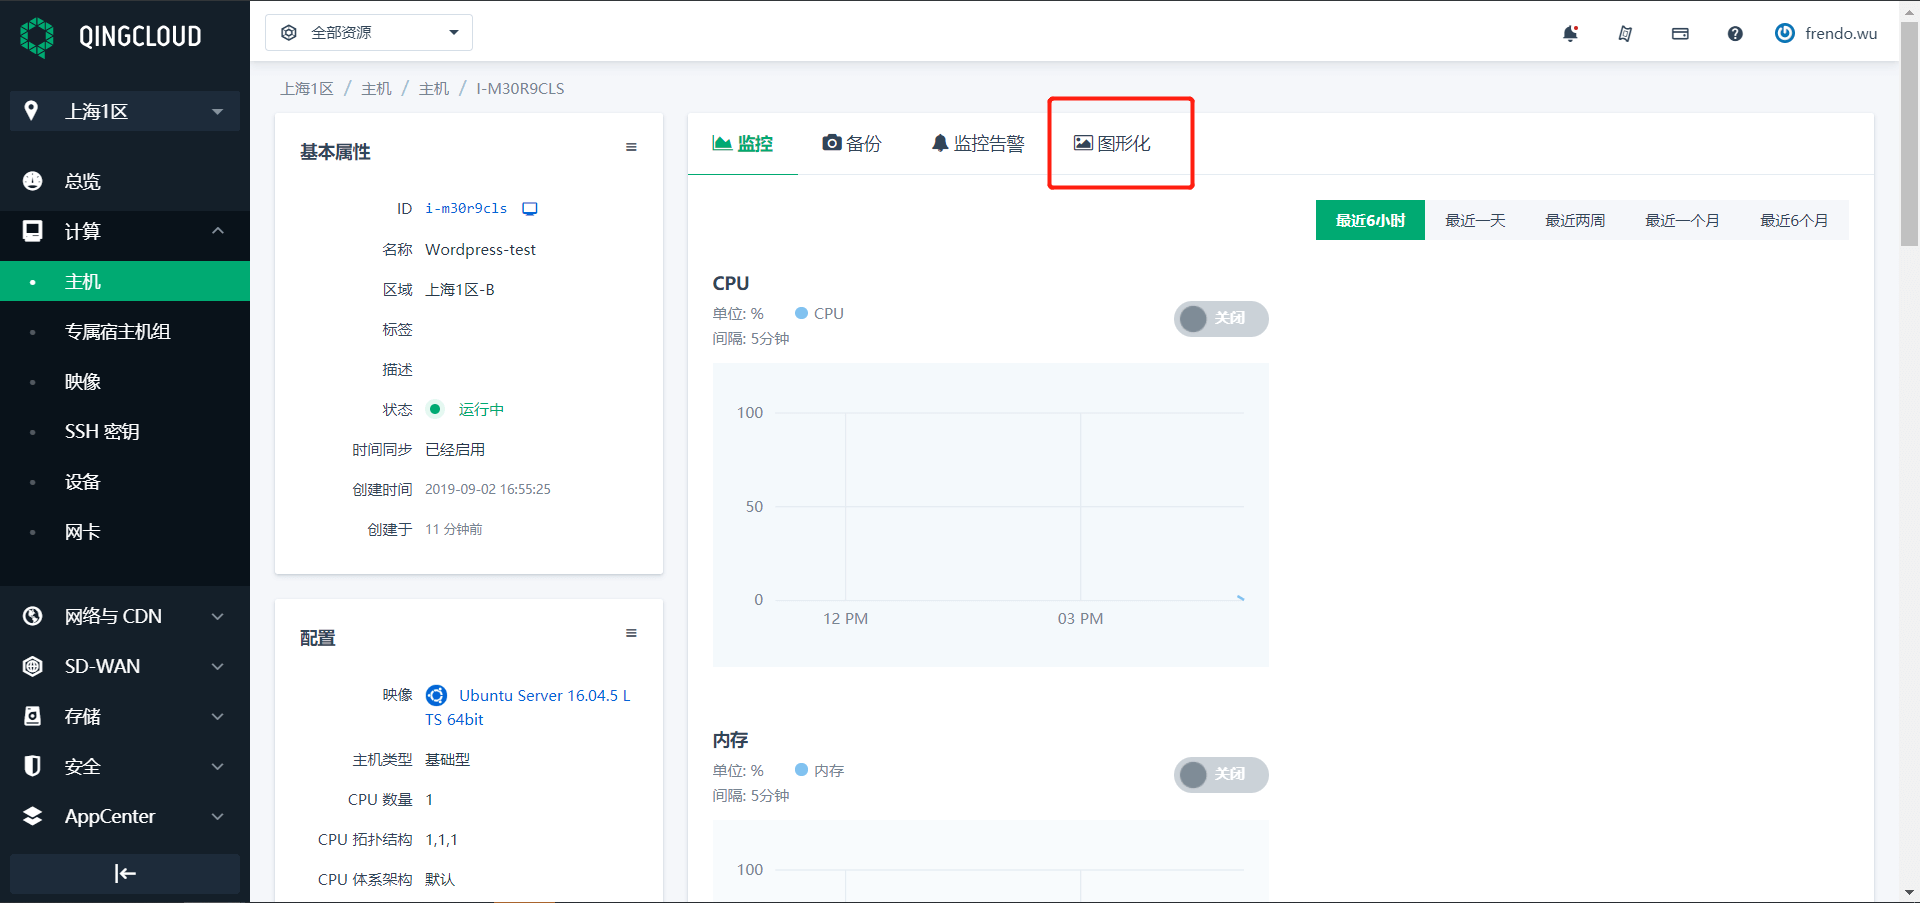 QINGCLOUD
全部资源
frendo.wu
上海1区
总览
计算
主机
专属宿主机组
映像
SSH 密钥
设备
网卡
网络与 CDN
SD-WAN
存储
安全
AppCenter
上海1区 / 主机 / 主机 / I-M30R9CLS
基本属性
ID i-m30r9cls
名称 Wordpress-test
区域 上海1区-B
标签
描述
状态 运行中
时间同步 已经启用
创建时间 2019-09-02 16:55:25
创建于 11 分钟前
配置
映像 Ubuntu Server 16.04.5 L
TS 64bit
主机类型 基础型
CPU 数量 1
CPU 拓扑结构 1,1,1
CPU 体系架构 默认
监控 备份 监控告警 图形化
最近6小时 最近一天 最近两周 最近一个月 最近6个月
CPU
单位: % CPU
间隔: 5分钟
关闭
100
50
0
12 PM 03 PM
内存
单位: % 内存
间隔: 5分钟
关闭
100